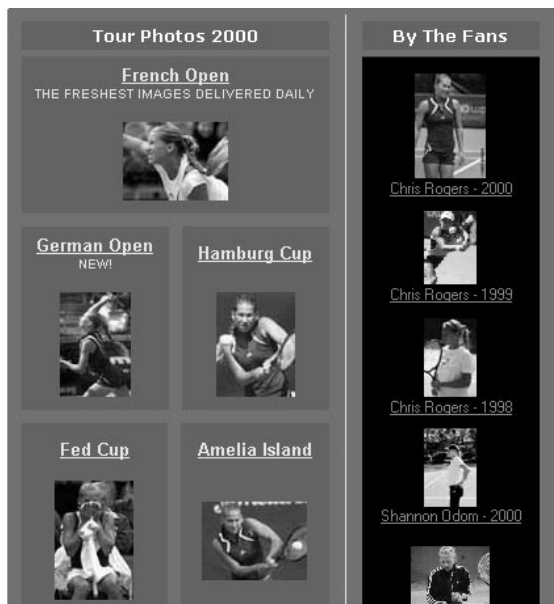 Tour Photos 2000
French Open
THE FRESHEST IMAGES DELIVERED DAILY
German Open
NEW!
Hamburg Cup
Fed Cup
Amelia Island
By The Fans
Chris Rogers - 2000
Chris Rogers - 1999
Chris Rogers - 1998
Shannon Odom - 2000